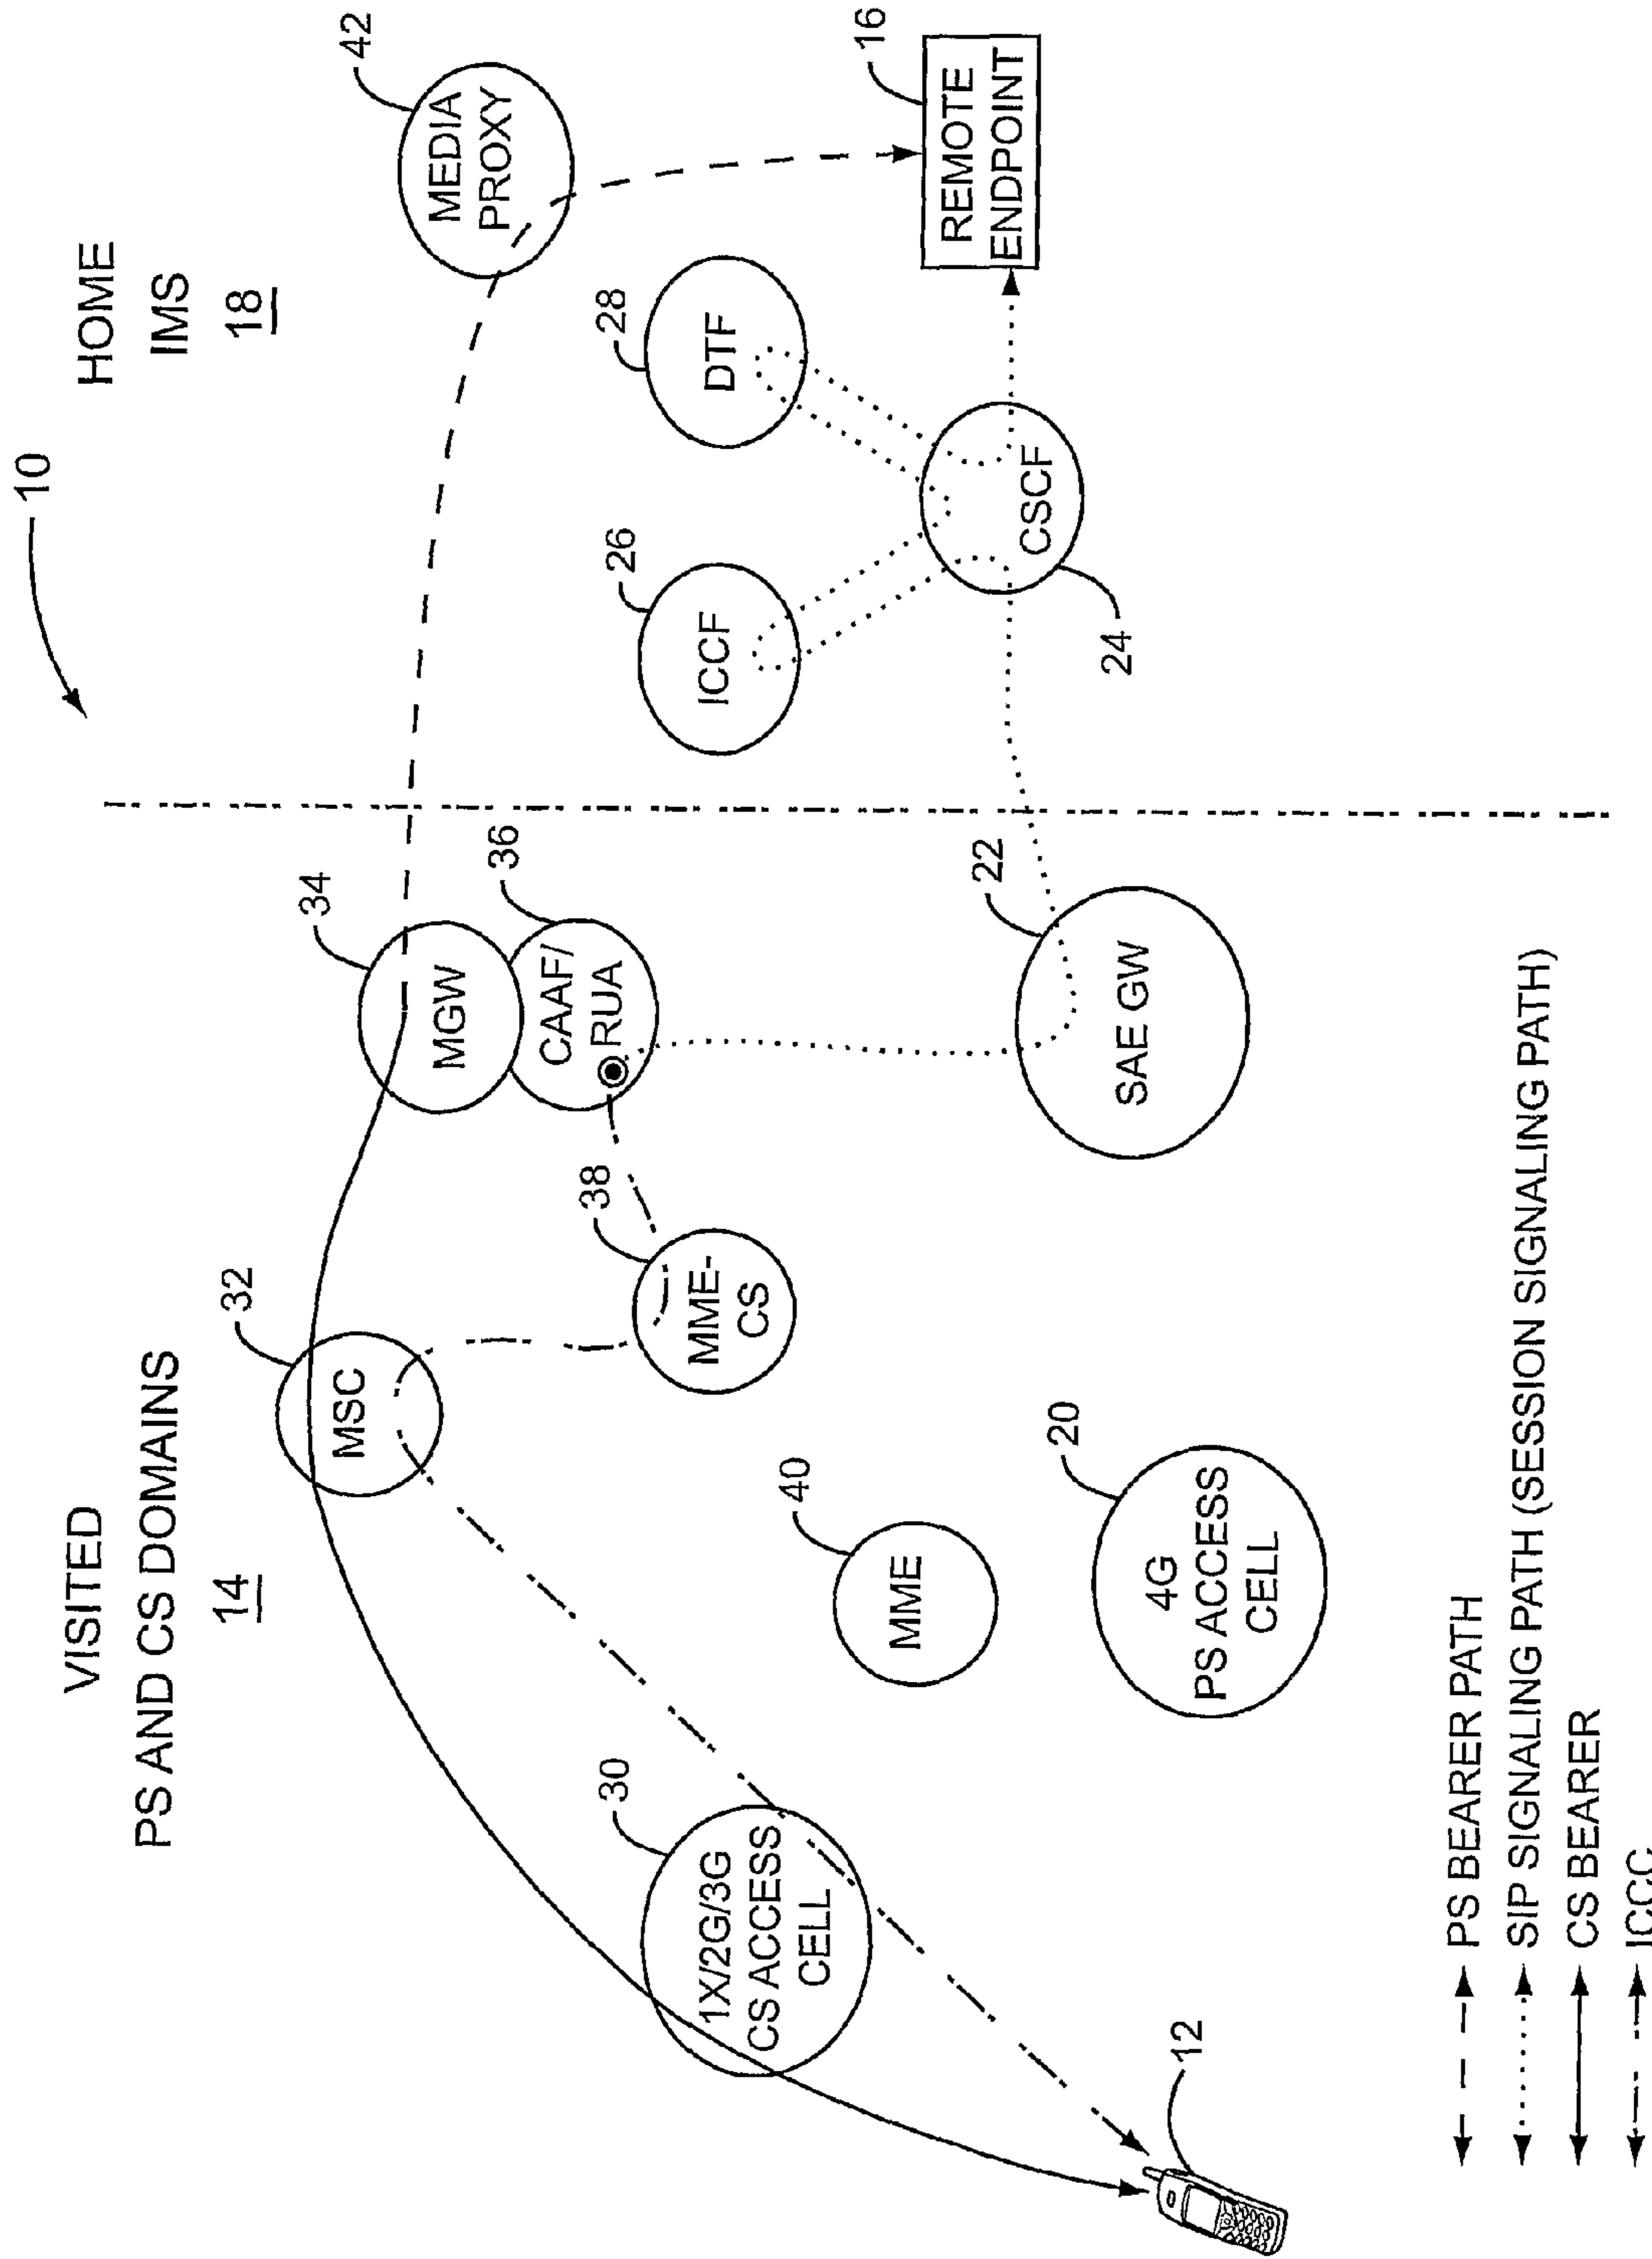 10
VISITED
PS AND CS DOMAINS
14
HOME
IMS
18
32
MSC
34
MGW
36
CAAF/
RUA
38
MME-
CS
42
MEDIA
PROXY
30
1X/2G/3G
CS ACCESS
CELL
40
MME
20
4G
PS ACCESS
CELL
22
SAE GW
26
ICCF
28
DTF
CSCF
24
16
REMOTE
ENDPOINT
12
PS BEARER PATH
SIP SIGNALING PATH (SESSION SIGNALING PATH)
CS BEARER
ICCC